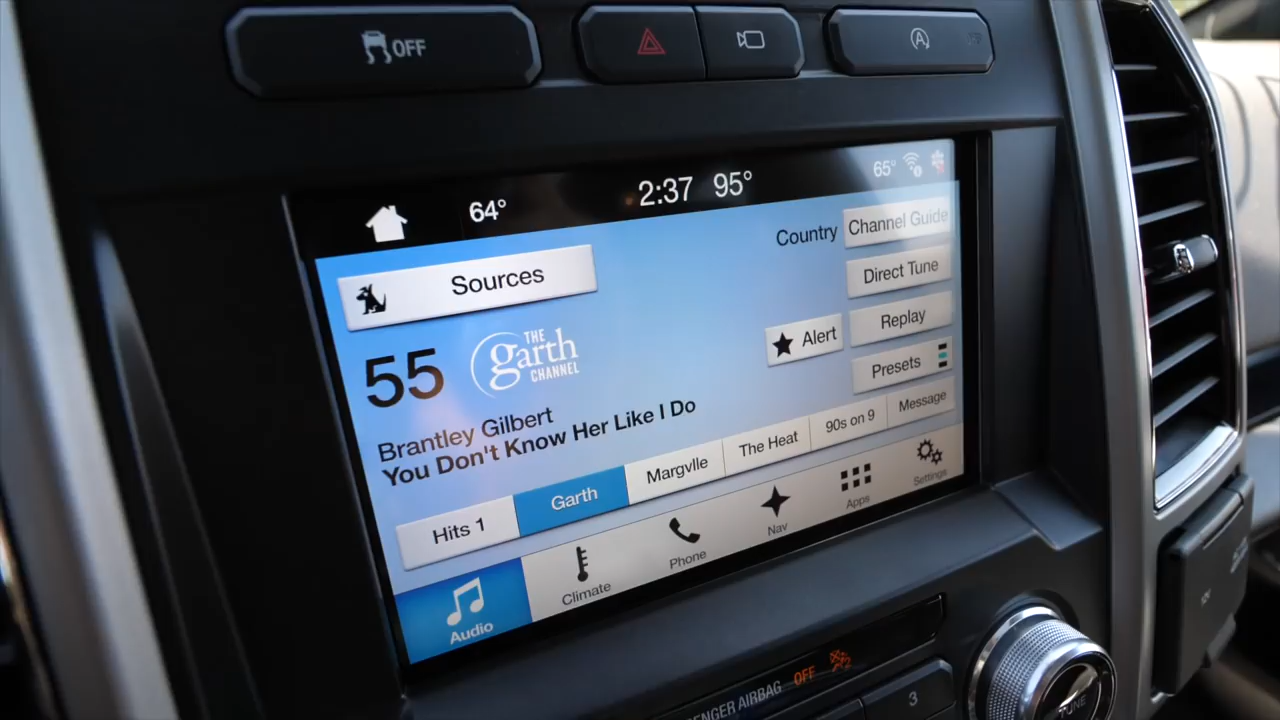 OFF
64°
2:37 95°
65°
Sources
Country
Channel Guide
Direct Tune
55
THE
garth
CHANNEL
Alert
Replay
Presets
Brantley Gilbert
You Don't Know Her Like I Do
Hits 1
Garth
Margvlle
The Heat
90s on 9
Message
Audio
Climate
Phone
Nav
Apps
Settings
AIRBAG OFF
3
TUNE